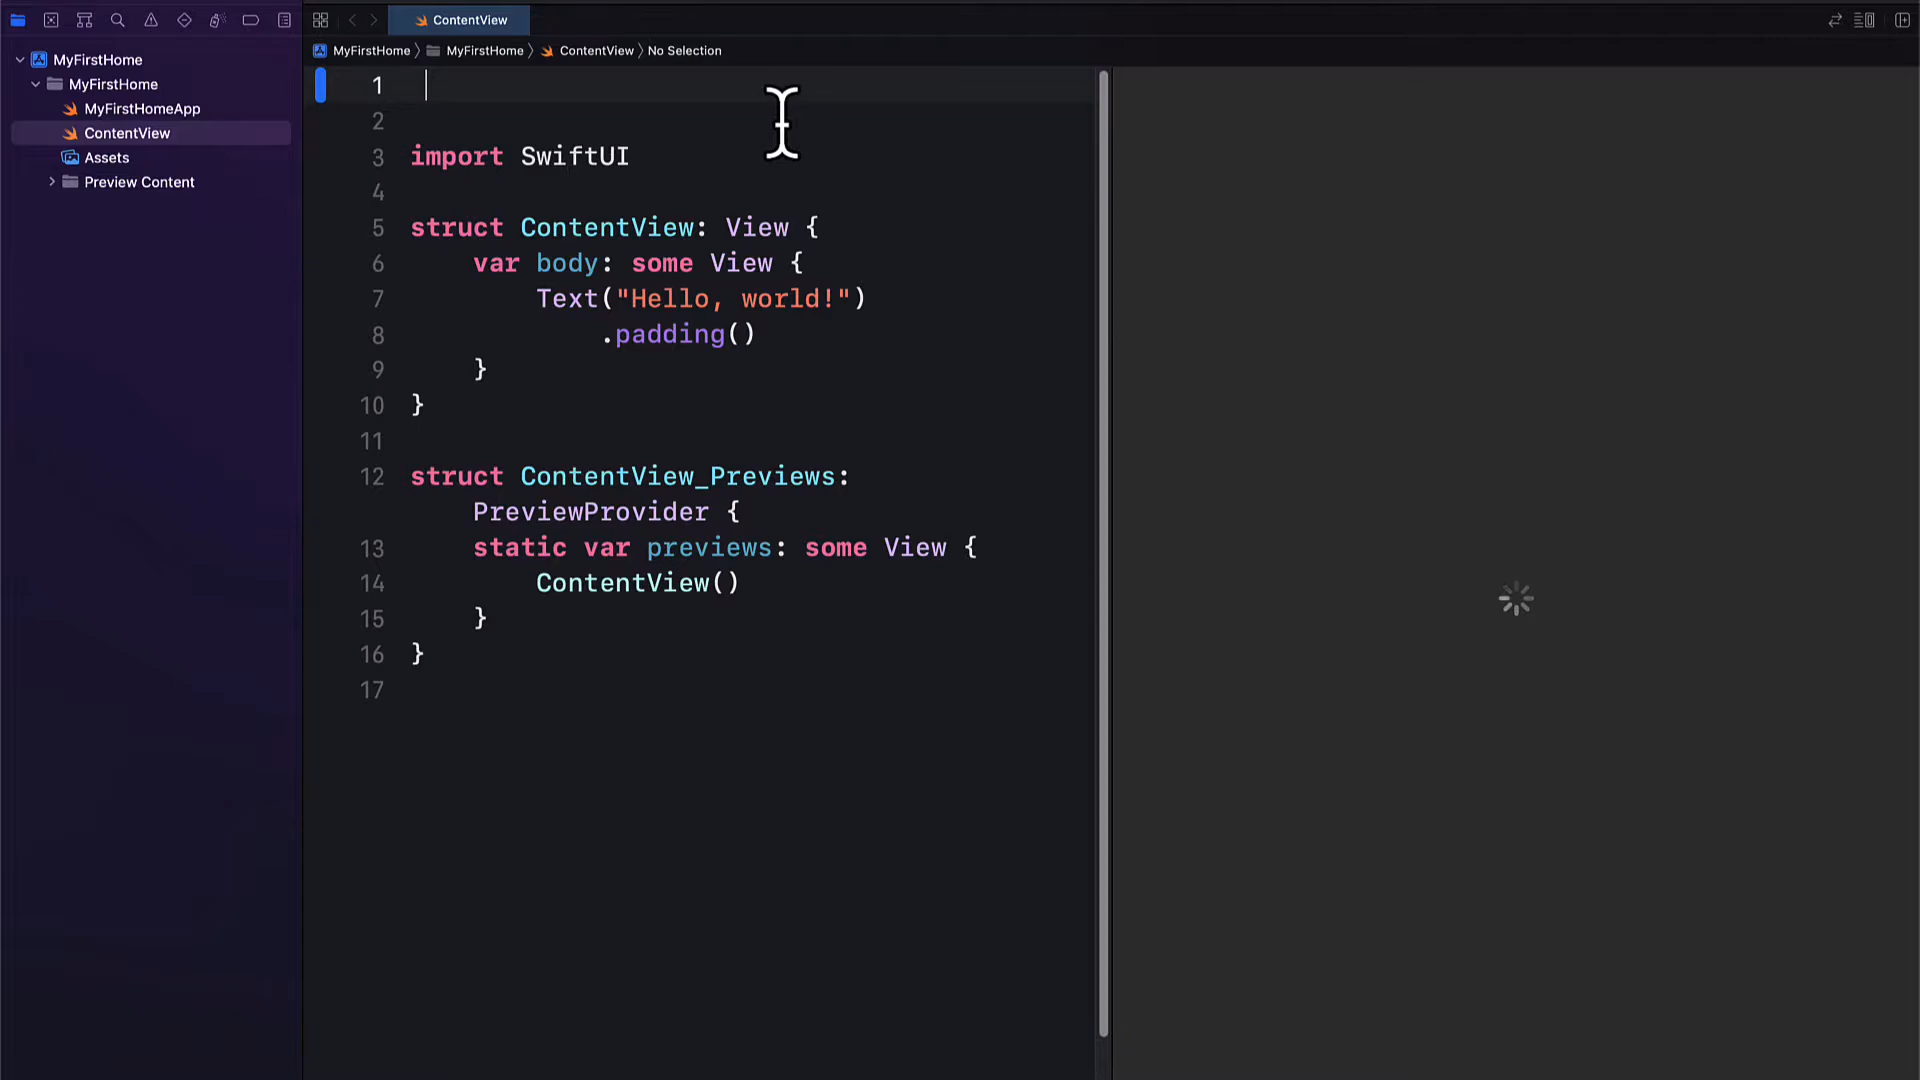 ContentView
MyFirstHome 〉 MyFirstHome 〉 ContentView 〉 No Selection
MyFirstHome
MyFirstHome
MyFirstHomeApp
ContentView
Assets
Preview Content
1
2
3 import SwiftUI
4
5 struct ContentView: View {
6     var body: some View {
7         Text("Hello, world!")
8             .padding()
9     }
10 }
11
12 struct ContentView_Previews:
    PreviewProvider {
13     static var previews: some View {
14         ContentView()
15     }
16 }
17